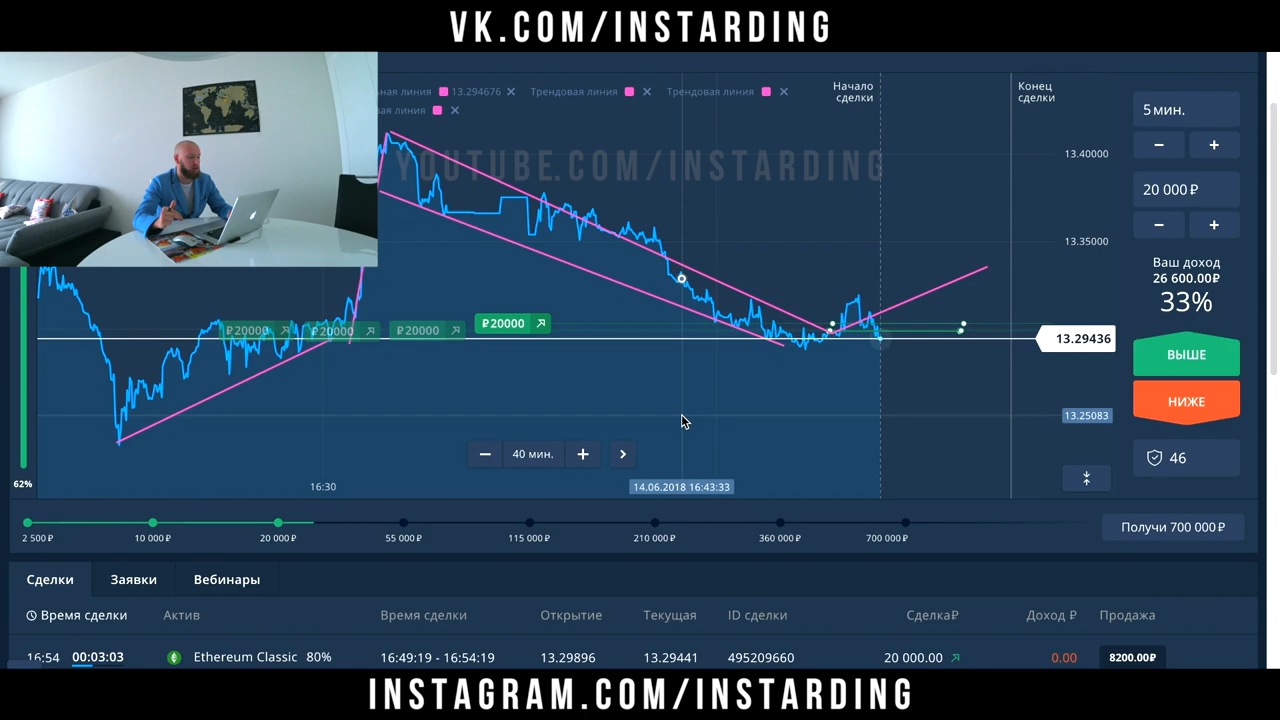 VK.COM/INSTARDING
ьная линия 13.294676 Трендовая линия Трендовая линия
ая линия
Начало сделки
Конец сделки
YOUTUBE.COM/INSTARDING
5 мин.
20 000 ₽
Ваш доход
26 600.00₽
33%
ВЫШЕ
НИЖЕ
46
13.40000
13.35000
13.29436
13.25083
₽20000 ₽20000 ₽20000 ₽20000
40 мин.
62%
16:30
14.06.2018 16:43:33
2 500₽ 10 000₽ 20 000₽ 55 000₽ 115 000₽ 210 000₽ 360 000₽ 700 000₽
Получи 700 000₽
Сделки Заявки Вебинары
Время сделки Актив Время сделки Открытие Текущая ID сделки Сделка₽ Доход ₽ Продажа
16:54 00:03:03 Ethereum Classic 80% 16:49:19 - 16:54:19 13.29896 13.29441 495209660 20 000.00 0.00 8200.00₽
INSTAGRAM.COM/INSTARDING